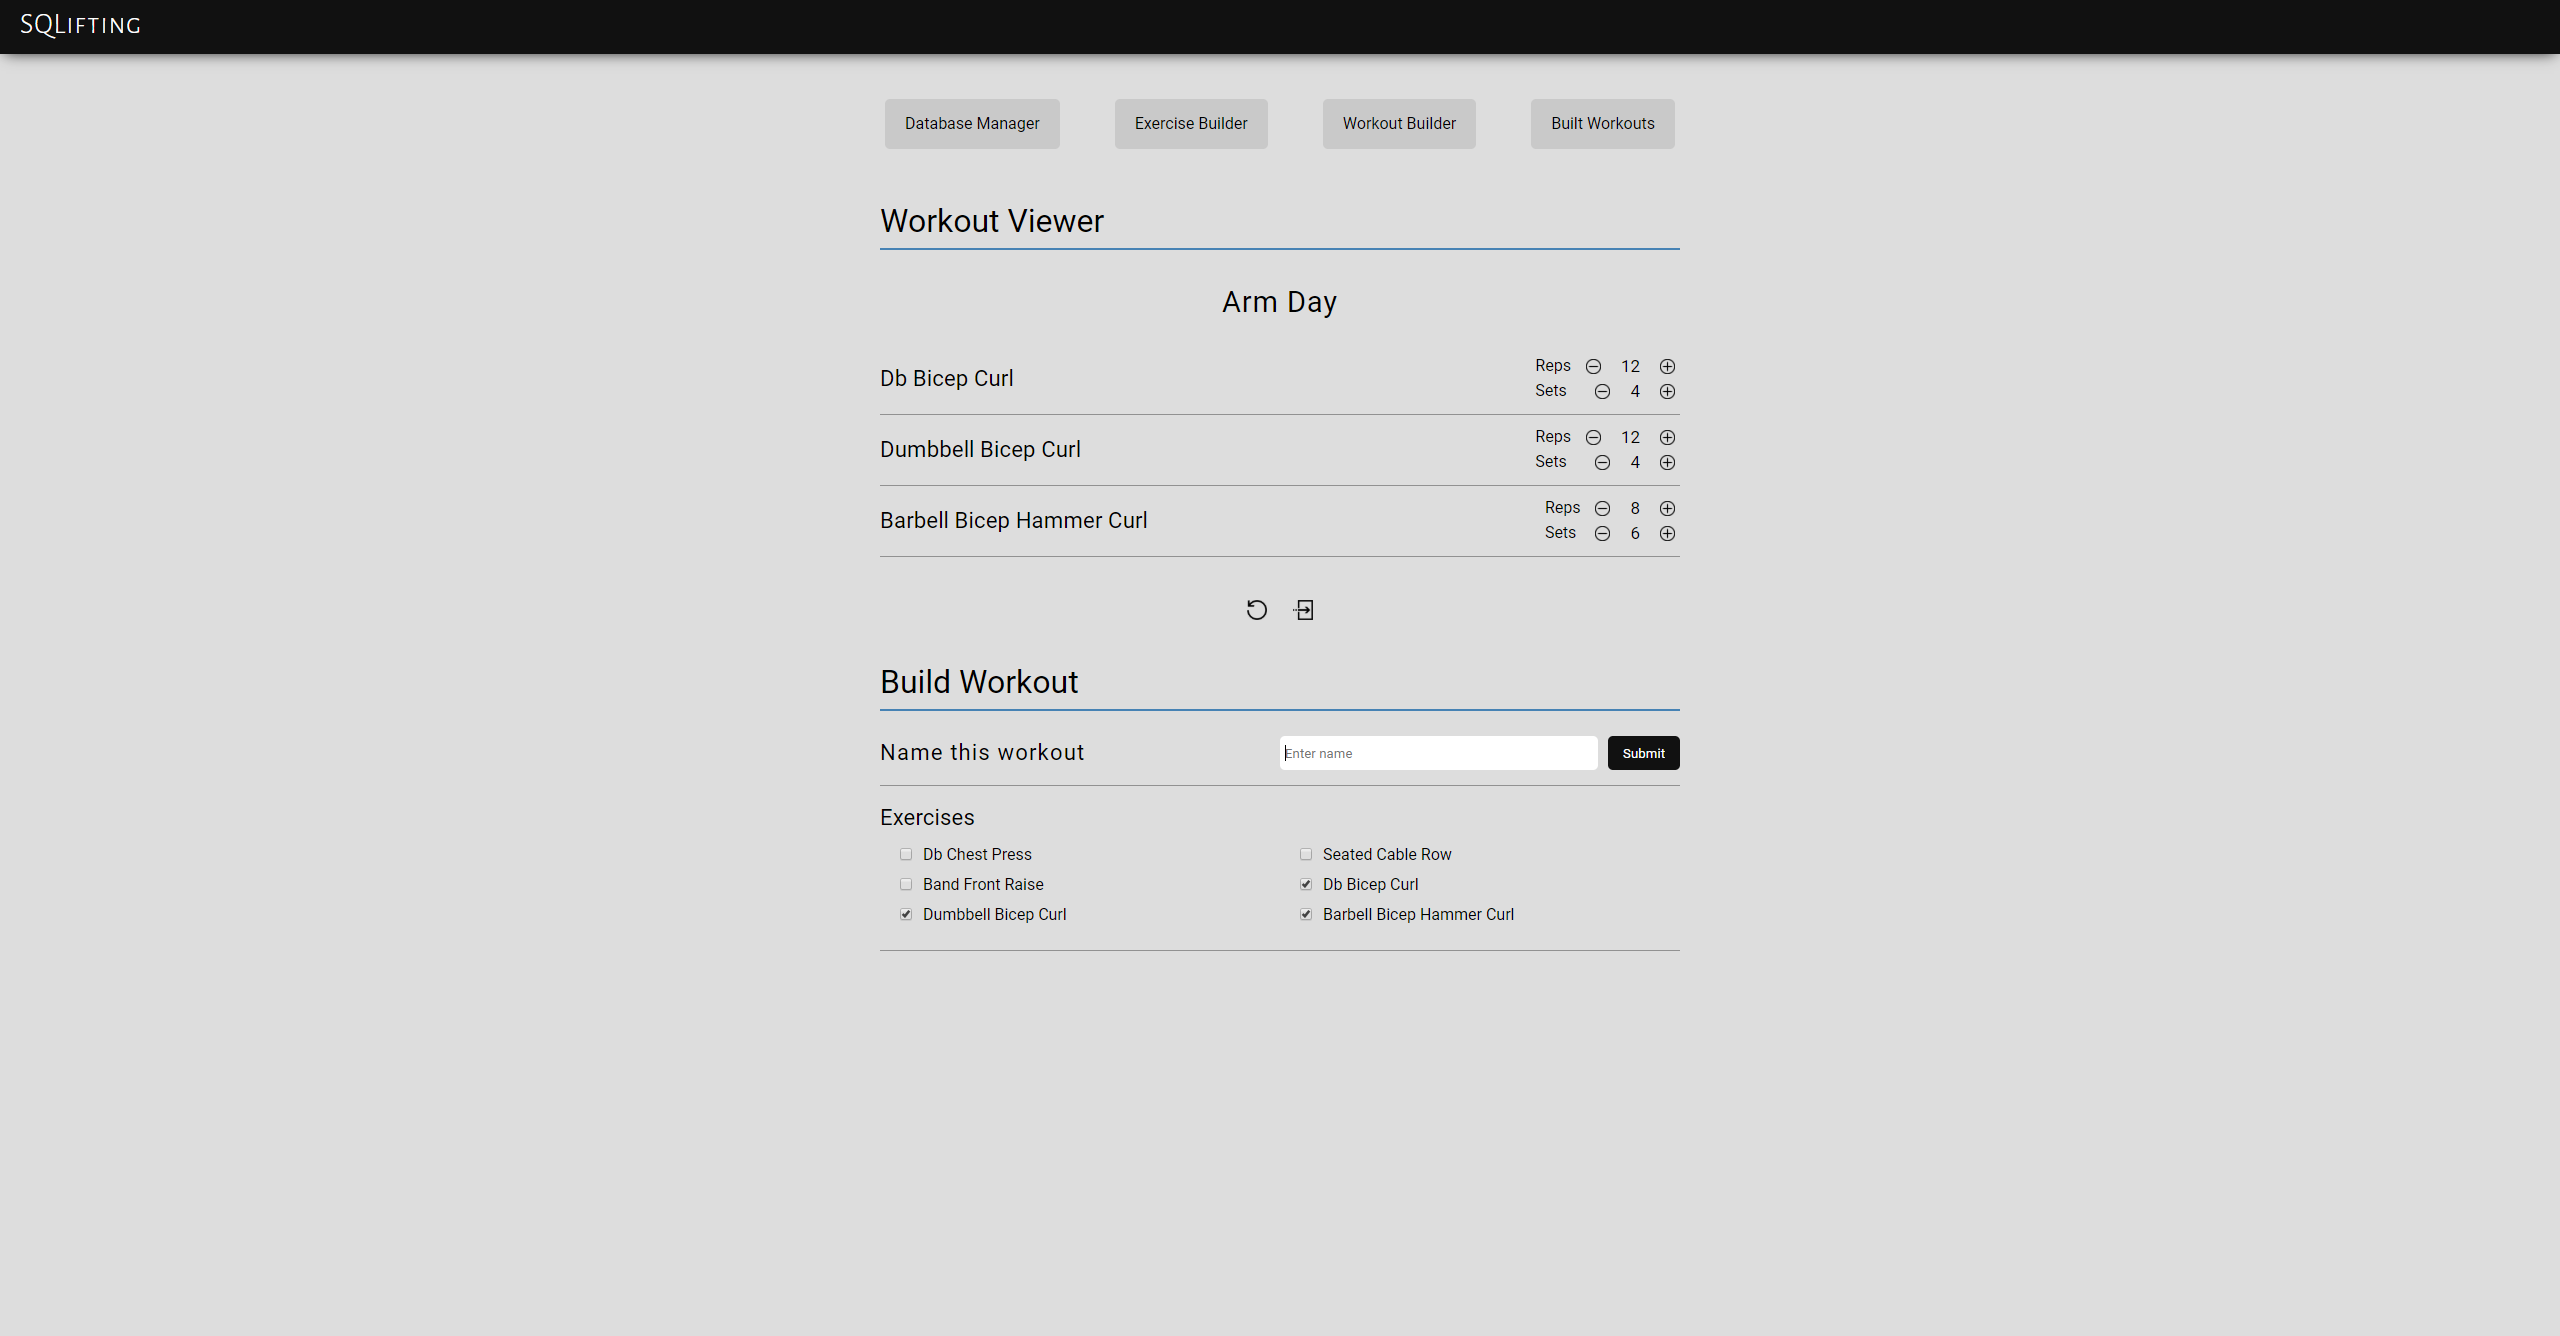 SQLifting
Database Manager Exercise Builder Workout Builder Built Workouts
Workout Viewer
Arm Day
Db Bicep Curl
Reps 12
Sets 4
Dumbbell Bicep Curl
Reps 12
Sets 4
Barbell Bicep Hammer Curl
Reps 8
Sets 6
Build Workout
Name this workout Enter name Submit
Exercises
Db Chest Press Seated Cable Row
Band Front Raise Db Bicep Curl
Dumbbell Bicep Curl Barbell Bicep Hammer Curl